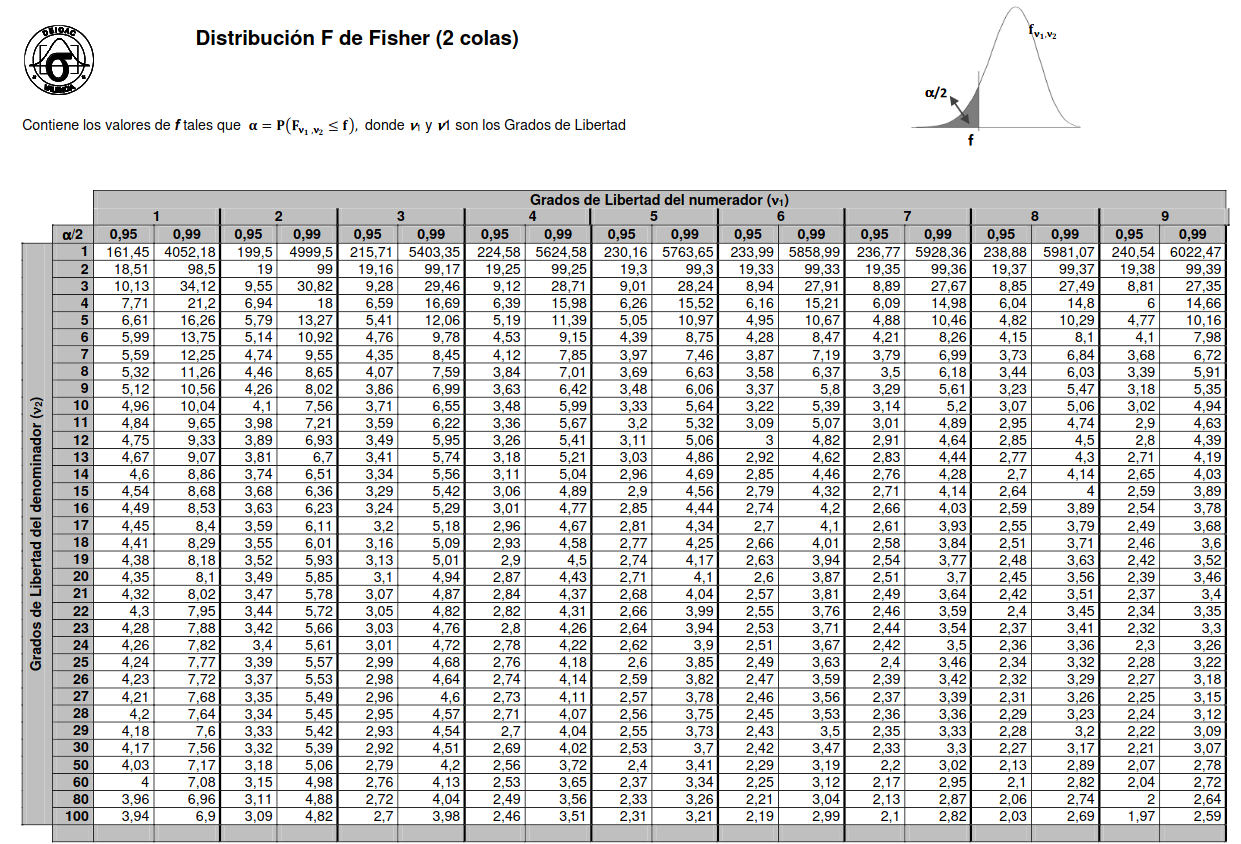 DEIOAC
σ
VALENCIA
Distribución F de Fisher (2 colas)
fν₁,ν₂
α/2
f
Contiene los valores de f tales que α = P(Fν₁,ν₂ ≤ f), donde ν₁ y ν1 son los Grados de Libertad
Grados de Libertad del numerador (ν₁)
1 2 3 4 5 6 7 8 9
α/2 0,95 0,99 0,95 0,99 0,95 0,99 0,95 0,99 0,95 0,99 0,95 0,99 0,95 0,99 0,95 0,99 0,95 0,99
Grados de Libertad del denominador (ν₂)
1 161,45 4052,18 199,5 4999,5 215,71 5403,35 224,58 5624,58 230,16 5763,65 233,99 5858,99 236,77 5928,36 238,88 5981,07 240,54 6022,47
2 18,51 98,5 19 99 19,16 99,17 19,25 99,25 19,3 99,3 19,33 99,33 19,35 99,36 19,37 99,37 19,38 99,39
3 10,13 34,12 9,55 30,82 9,28 29,46 9,12 28,71 9,01 28,24 8,94 27,91 8,89 27,67 8,85 27,49 8,81 27,35
4 7,71 21,2 6,94 18 6,59 16,69 6,39 15,98 6,26 15,52 6,16 15,21 6,09 14,98 6,04 14,8 6 14,66
5 6,61 16,26 5,79 13,27 5,41 12,06 5,19 11,39 5,05 10,97 4,95 10,67 4,88 10,46 4,82 10,29 4,77 10,16
6 5,99 13,75 5,14 10,92 4,76 9,78 4,53 9,15 4,39 8,75 4,28 8,47 4,21 8,26 4,15 8,1 4,1 7,98
7 5,59 12,25 4,74 9,55 4,35 8,45 4,12 7,85 3,97 7,46 3,87 7,19 3,79 6,99 3,73 6,84 3,68 6,72
8 5,32 11,26 4,46 8,65 4,07 7,59 3,84 7,01 3,69 6,63 3,58 6,37 3,5 6,18 3,44 6,03 3,39 5,91
9 5,12 10,56 4,26 8,02 3,86 6,99 3,63 6,42 3,48 6,06 3,37 5,8 3,29 5,61 3,23 5,47 3,18 5,35
10 4,96 10,04 4,1 7,56 3,71 6,55 3,48 5,99 3,33 5,64 3,22 5,39 3,14 5,2 3,07 5,06 3,02 4,94
11 4,84 9,65 3,98 7,21 3,59 6,22 3,36 5,67 3,2 5,32 3,09 5,07 3,01 4,89 2,95 4,74 2,9 4,63
12 4,75 9,33 3,89 6,93 3,49 5,95 3,26 5,41 3,11 5,06 3 4,82 2,91 4,64 2,85 4,5 2,8 4,39
13 4,67 9,07 3,81 6,7 3,41 5,74 3,18 5,21 3,03 4,86 2,92 4,62 2,83 4,44 2,77 4,3 2,71 4,19
14 4,6 8,86 3,74 6,51 3,34 5,56 3,11 5,04 2,96 4,69 2,85 4,46 2,76 4,28 2,7 4,14 2,65 4,03
15 4,54 8,68 3,68 6,36 3,29 5,42 3,06 4,89 2,9 4,56 2,79 4,32 2,71 4,14 2,64 4 2,59 3,89
16 4,49 8,53 3,63 6,23 3,24 5,29 3,01 4,77 2,85 4,44 2,74 4,2 2,66 4,03 2,59 3,89 2,54 3,78
17 4,45 8,4 3,59 6,11 3,2 5,18 2,96 4,67 2,81 4,34 2,7 4,1 2,61 3,93 2,55 3,79 2,49 3,68
18 4,41 8,29 3,55 6,01 3,16 5,09 2,93 4,58 2,77 4,25 2,66 4,01 2,58 3,84 2,51 3,71 2,46 3,6
19 4,38 8,18 3,52 5,93 3,13 5,01 2,9 4,5 2,74 4,17 2,63 3,94 2,54 3,77 2,48 3,63 2,42 3,52
20 4,35 8,1 3,49 5,85 3,1 4,94 2,87 4,43 2,71 4,1 2,6 3,87 2,51 3,7 2,45 3,56 2,39 3,46
21 4,32 8,02 3,47 5,78 3,07 4,87 2,84 4,37 2,68 4,04 2,57 3,81 2,49 3,64 2,42 3,51 2,37 3,4
22 4,3 7,95 3,44 5,72 3,05 4,82 2,82 4,31 2,66 3,99 2,55 3,76 2,46 3,59 2,4 3,45 2,34 3,35
23 4,28 7,88 3,42 5,66 3,03 4,76 2,8 4,26 2,64 3,94 2,53 3,71 2,44 3,54 2,37 3,41 2,32 3,3
24 4,26 7,82 3,4 5,61 3,01 4,72 2,78 4,22 2,62 3,9 2,51 3,67 2,42 3,5 2,36 3,36 2,3 3,26
25 4,24 7,77 3,39 5,57 2,99 4,68 2,76 4,18 2,6 3,85 2,49 3,63 2,4 3,46 2,34 3,32 2,28 3,22
26 4,23 7,72 3,37 5,53 2,98 4,64 2,74 4,14 2,59 3,82 2,47 3,59 2,39 3,42 2,32 3,29 2,27 3,18
27 4,21 7,68 3,35 5,49 2,96 4,6 2,73 4,11 2,57 3,78 2,46 3,56 2,37 3,39 2,31 3,26 2,25 3,15
28 4,2 7,64 3,34 5,45 2,95 4,57 2,71 4,07 2,56 3,75 2,45 3,53 2,36 3,36 2,29 3,23 2,24 3,12
29 4,18 7,6 3,33 5,42 2,93 4,54 2,7 4,04 2,55 3,73 2,43 3,5 2,35 3,33 2,28 3,2 2,22 3,09
30 4,17 7,56 3,32 5,39 2,92 4,51 2,69 4,02 2,53 3,7 2,42 3,47 2,33 3,3 2,27 3,17 2,21 3,07
50 4,03 7,17 3,18 5,06 2,79 4,2 2,56 3,72 2,4 3,41 2,29 3,19 2,2 3,02 2,13 2,89 2,07 2,78
60 4 7,08 3,15 4,98 2,76 4,13 2,53 3,65 2,37 3,34 2,25 3,12 2,17 2,95 2,1 2,82 2,04 2,72
80 3,96 6,96 3,11 4,88 2,72 4,04 2,49 3,56 2,33 3,26 2,21 3,04 2,13 2,87 2,06 2,74 2 2,64
100 3,94 6,9 3,09 4,82 2,7 3,98 2,46 3,51 2,31 3,21 2,19 2,99 2,1 2,82 2,03 2,69 1,97 2,59